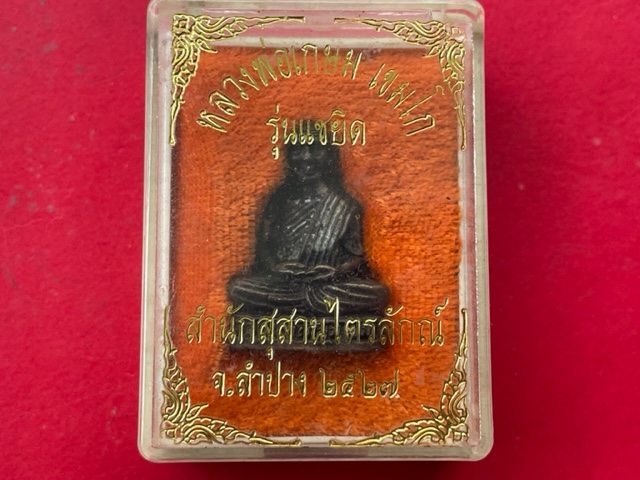 หลวงพ่อเกษม เขมโก
รุ่นแซยิด
สำนักสุสานไตรลักณ์
จ.ลำปาง ๒๕๒๗